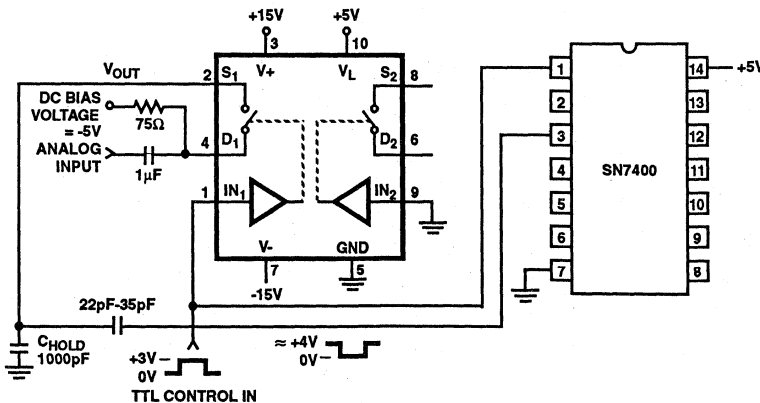 +15V
+5V
3
10
V+
VL
VOUT
2
S1
S2
8
DC BIAS
VOLTAGE
= -5V
75Ω
ANALOG
INPUT
1μF
4
D1
D2
6
1
IN1
IN2
9
V-
GND
7
5
-15V
22pF-35pF
CHOLD
1000pF
+3V
0V
TTL CONTROL IN
≈ +4V
0V
SN7400
1
2
3
4
5
6
7
14
+5V
13
12
11
10
9
8